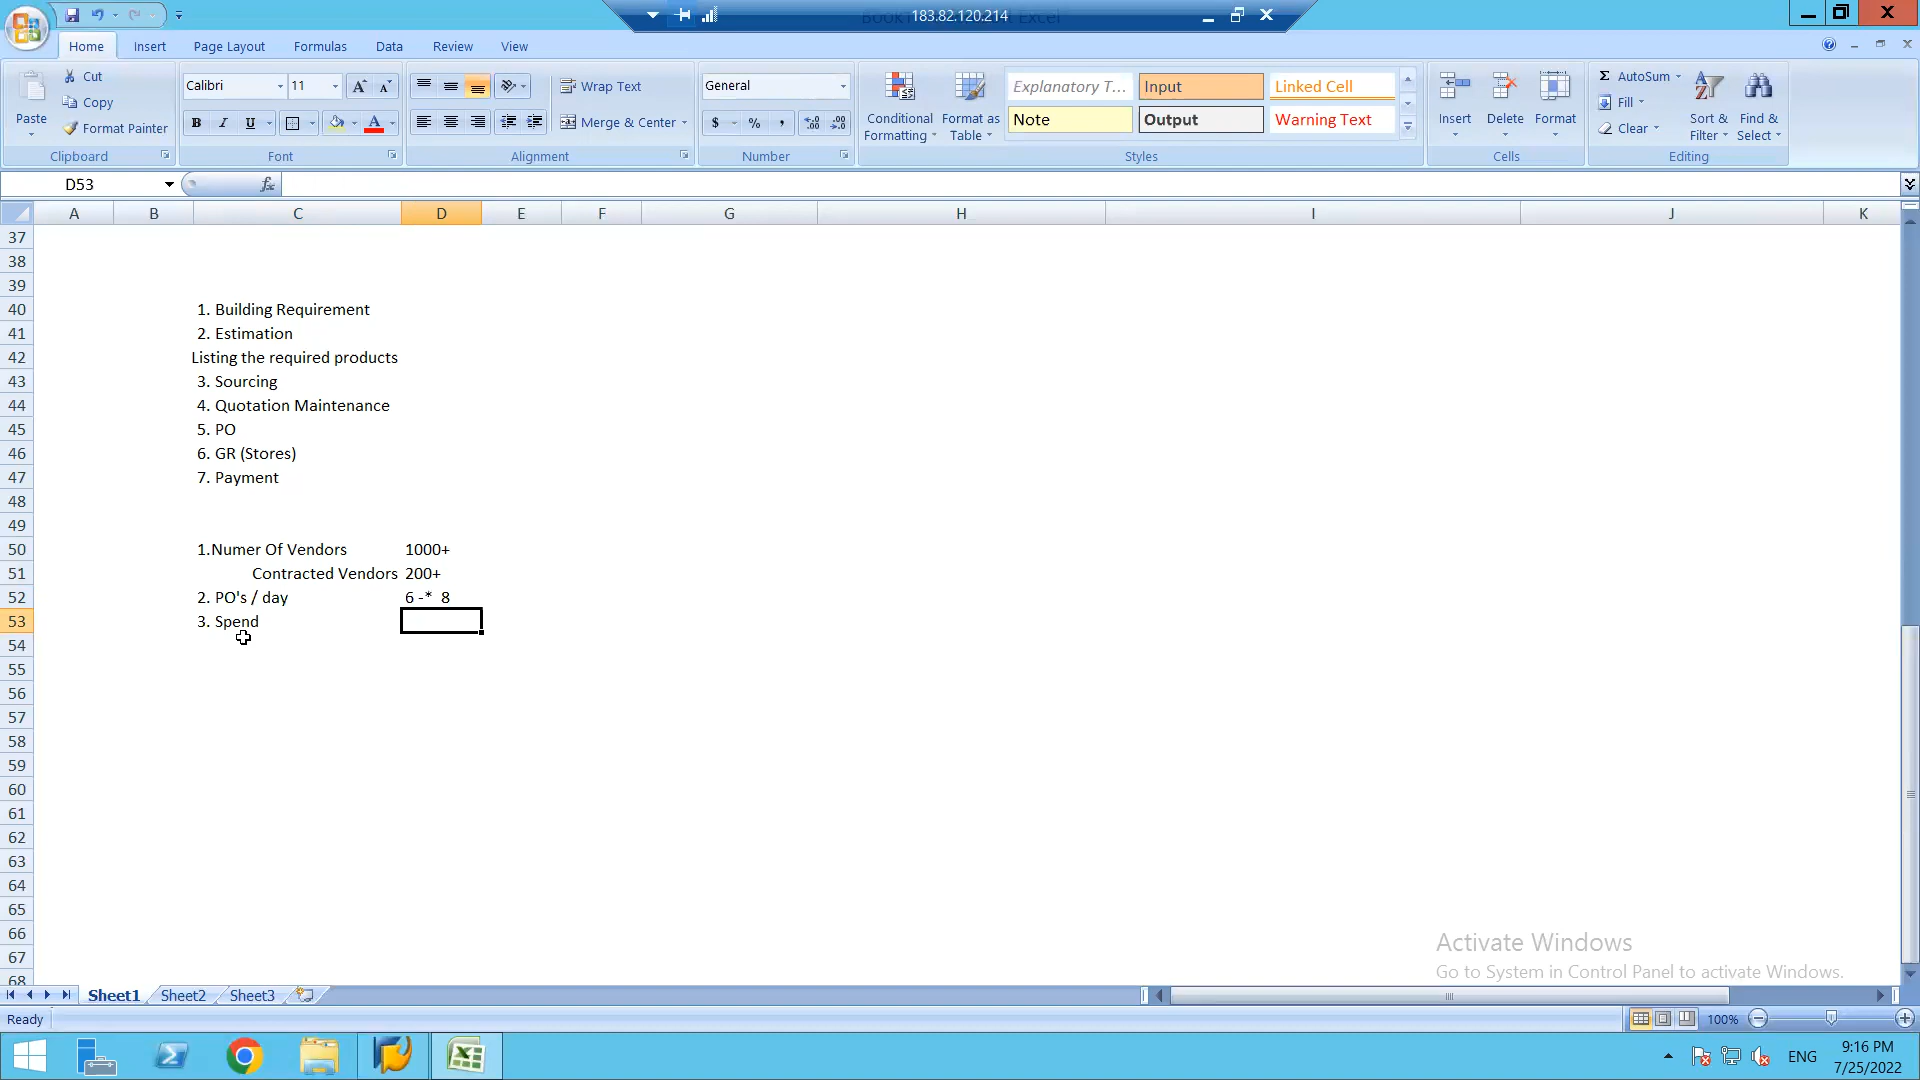 183.82.120.214
Home Insert Page Layout Formulas Data Review View
Paste
Cut
Copy
Format Painter
Clipboard
Calibri 11
B I U
Font
Wrap Text
Merge & Center
Alignment
General
$ % ,
Number
Conditional Formatting
Format as Table
Explanatory T... Input Linked Cell
Note Output Warning Text
Styles
Insert Delete Format
Cells
Σ AutoSum
Fill
Clear
Sort & Filter
Find & Select
Editing
D53 fx
A B C D E F G H I J K
37
38
39
40 1. Building Requirement
41 2. Estimation
42 Listing the required products
43 3. Sourcing
44 4. Quotation Maintenance
45 5. PO
46 6. GR (Stores)
47 7. Payment
48
49
50 1.Numer Of Vendors 1000+
51 Contracted Vendors 200+
52 2. PO's / day 6 -* 8
53 3. Spend
54
55
56
57
58
59
60
61
62
63
64
65
66
67
68
Activate Windows
Go to System in Control Panel to activate Windows.
Sheet1 Sheet2 Sheet3
Ready 100%
ENG
9:16 PM
7/25/2022